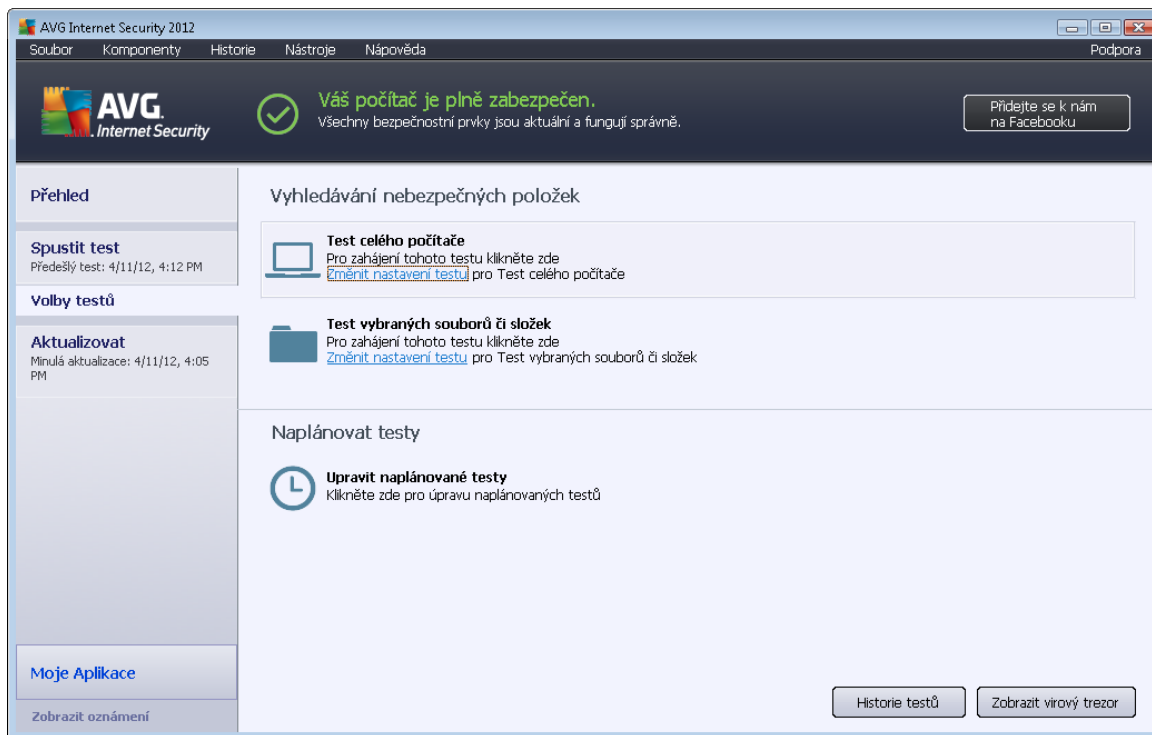 AVG Internet Security 2012
Soubor Komponenty Historie Nástroje Nápověda Podpora
AVG.
Internet Security
Váš počítač je plně zabezpečen.
Všechny bezpečnostní prvky jsou aktuální a fungují správně.
Přidejte se k nám
na Facebooku
Přehled
Spustit test
Předešlý test: 4/11/12, 4:12 PM
Volby testů
Aktualizovat
Minulá aktualizace: 4/11/12, 4:05
PM
Moje Aplikace
Zobrazit oznámení
Vyhledávání nebezpečných položek
Test celého počítače
Pro zahájení tohoto testu klikněte zde
Změnit nastavení testu pro Test celého počítače
Test vybraných souborů či složek
Pro zahájení tohoto testu klikněte zde
Změnit nastavení testu pro Test vybraných souborů či složek
Naplánovat testy
Upravit naplánované testy
Klikněte zde pro úpravu naplánovaných testů
Historie testů
Zobrazit virový trezor